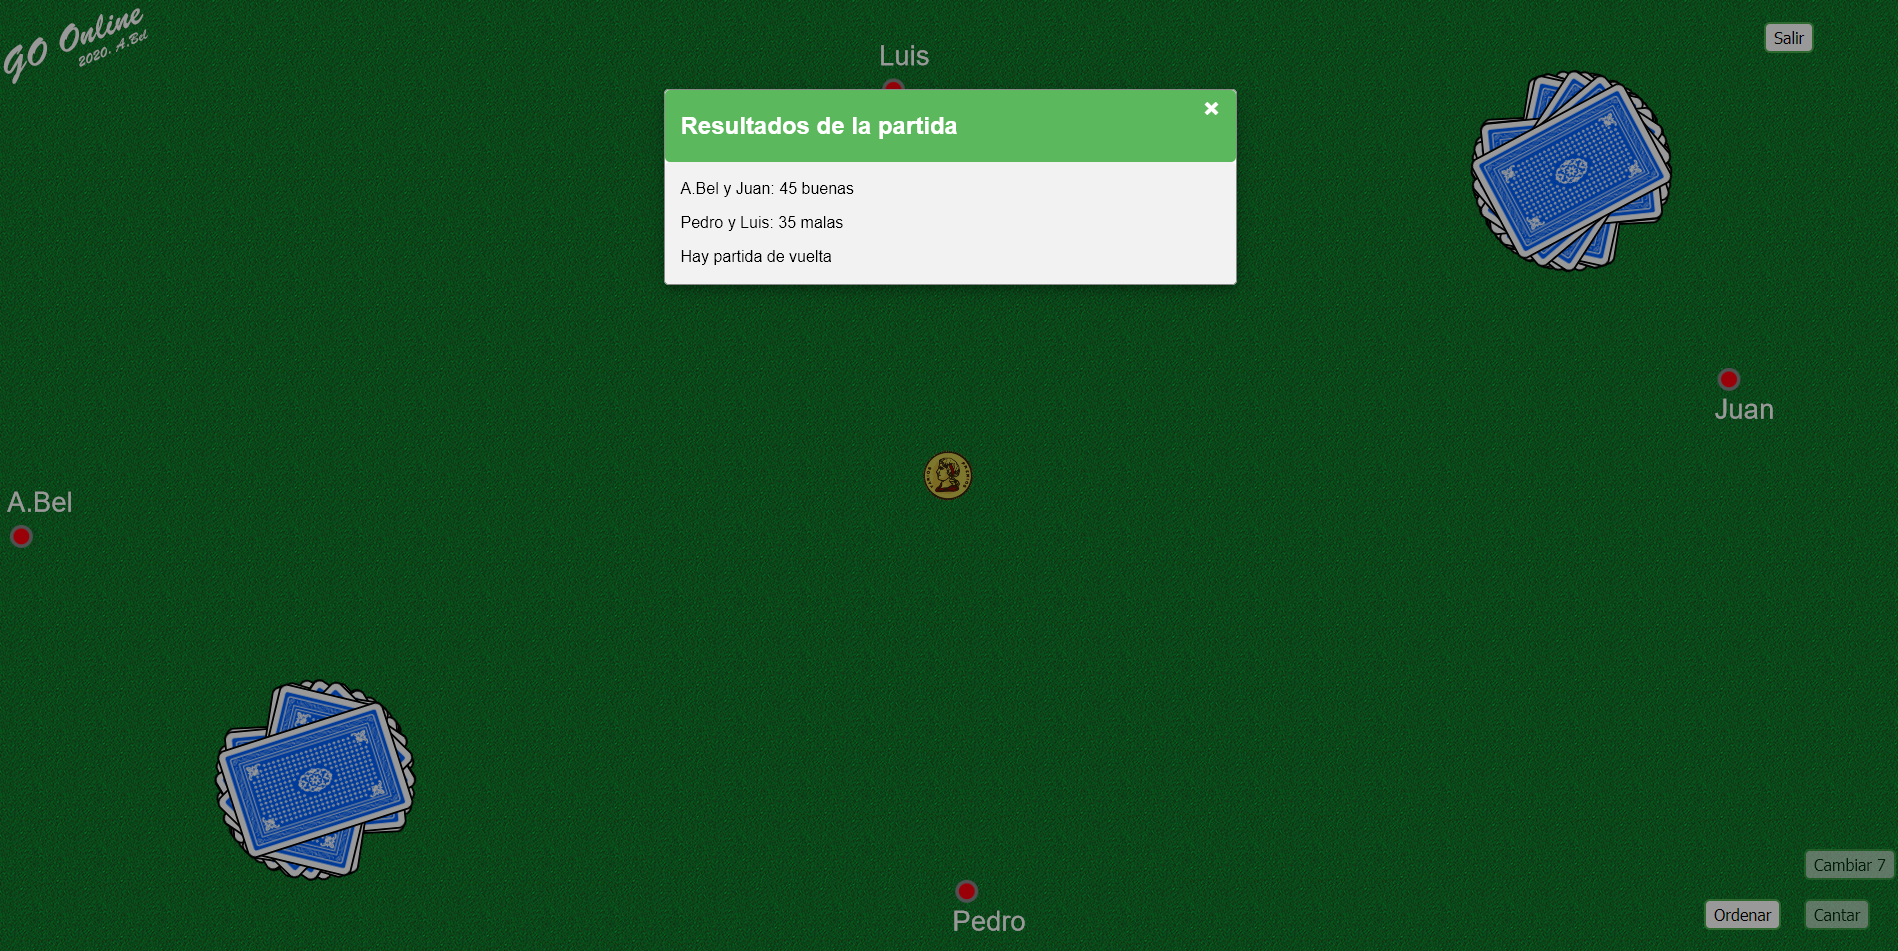 GO Online
2020. A.Bel
Luis
Salir
Resultados de la partida
A.Bel y Juan: 45 buenas
Pedro y Luis: 35 malas
Hay partida de vuelta
Juan
A.Bel
Pedro
Cambiar 7
Ordenar
Cantar